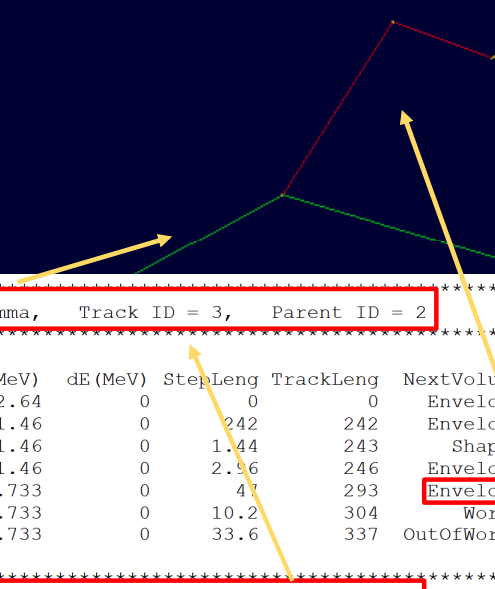 *****************************************
mma,   Track ID = 3,   Parent ID = 2
*****************************************
MeV)  dE(MeV) StepLeng TrackLeng  NextVolu
2.64        0        0         0    Envelo
1.46        0      242       242    Envelo
1.46        0     1.44       243      Shap
1.46        0     2.96       246    Envelo
.733        0       47       293    Envelo
.733        0     10.2       304       Wor
.733        0     33.6       337  OutOfWor
*****************************************